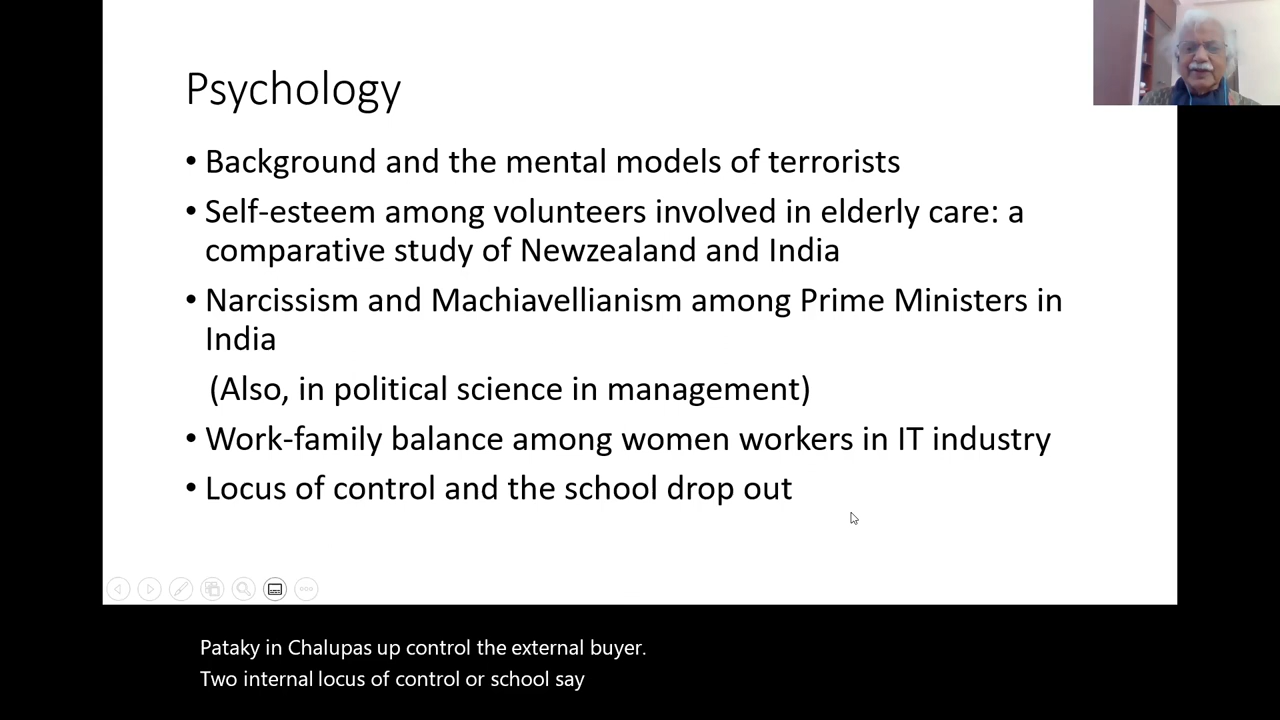 Psychology
• Background and the mental models of terrorists
• Self-esteem among volunteers involved in elderly care: a
comparative study of Newzealand and India
• Narcissism and Machiavellianism among Prime Ministers in
India
(Also, in political science in management)
• Work-family balance among women workers in IT industry
• Locus of control and the school drop out
Pataky in Chalupas up control the external buyer.
Two internal locus of control or school say